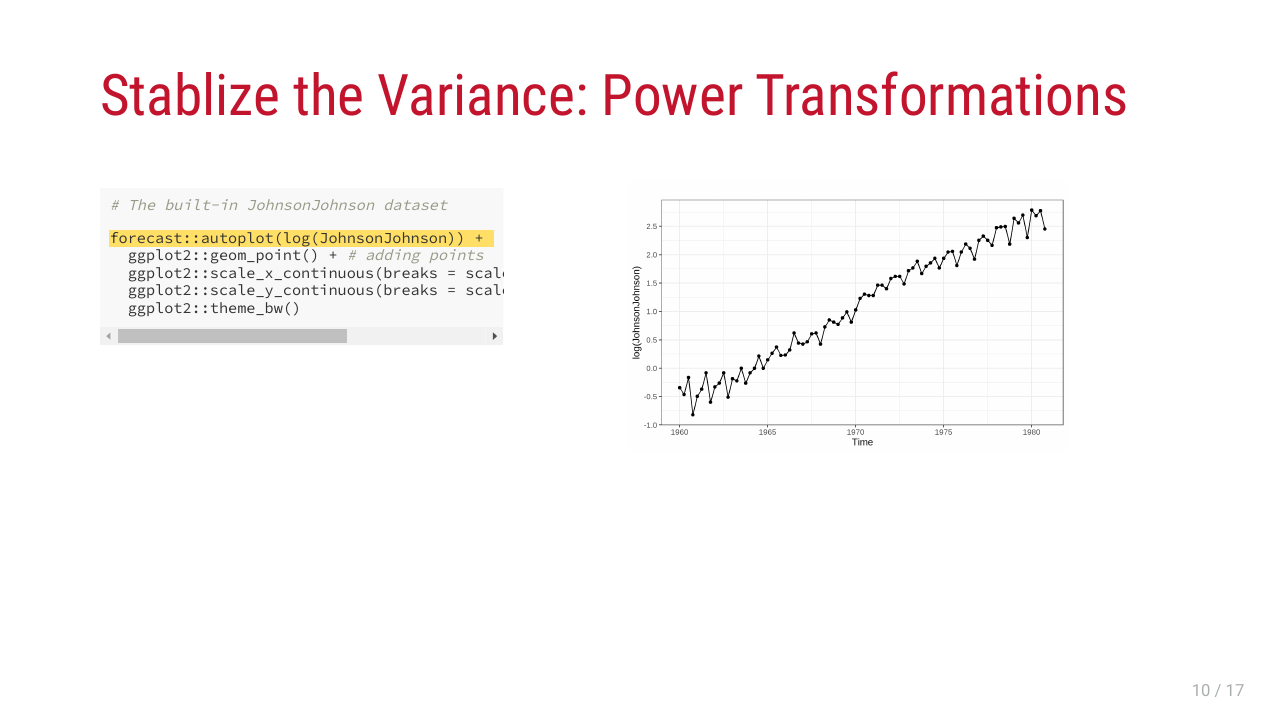 Stablize the Variance: Power Transformations
# The built-in JohnsonJohnson dataset
forecast::autoplot(log(JohnsonJohnson)) +
ggplot2::geom_point() + # adding points
ggplot2::scale_x_continuous(breaks = scale
ggplot2::scale_y_continuous(breaks = scale
ggplot2::theme_bw()
log(JohnsonJohnson)
2.5
2.0
1.5
1.0
0.5
0.0
-0.5
-1.0
1960 1965 1970 1975 1980
Time
10 / 17